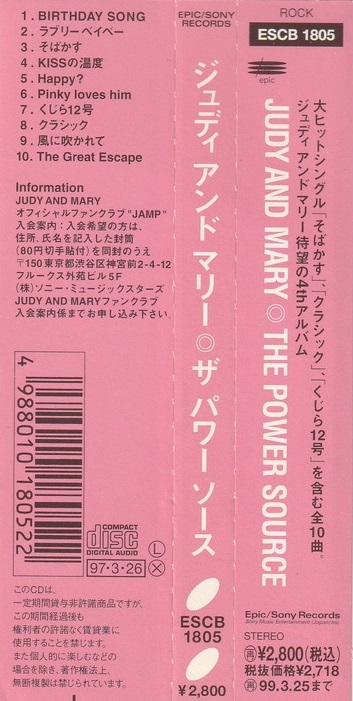 1. BIRTHDAY SONG
2. ラブリーベイベー
3. そばかす
4. KISSの温度
5. Happy?
6. Pinky loves him
7. くじら12号
8. クラシック
9. 風に吹かれて
10. The Great Escape
Information
JUDY AND MARY
オフィシャルファンクラブ"JAMP"
入会案内：入会希望の方は、
住所、氏名を記入した封筒
(80円切手貼付)を同封のうえ
〒150東京都渋谷区神宮前2-4-12
フルークス外苑ビル5F
(株)ソニー・ミュージックスターズ
JUDY AND MARYファンクラブ
入会案内係までお申し込み下さい。
4 988010 180522
COMPACT
disc
DIGITAL AUDIO
97・3・26
L
X
このCDは、
一定期間貸与非許諾商品ですが、
この期間経過後も
権利者の許諾なく賃貸業に
使用することを禁じます。
また個人的に楽しむなどの
場合を除き、著作権法上、
無断複製は禁じられています。
EPIC/SONY
RECORDS
ジュディ アンド マリー◎ザ パワー ソース
ESCB
1805
¥2,800
ROCK
ESCB 1805
epic
大ヒットシングル「そばかす」、「クラシック」、「くじら12号」を含む全10曲。
ジュディ アンド マリー待望の4thアルバム
JUDY AND MARY◎THE POWER SOURCE
Epic/Sony Records
Sony Music Entertainment (Japan) Inc.
STEREO
再¥2,800(税込)
税抜価格¥2,718
再99.3.25まで